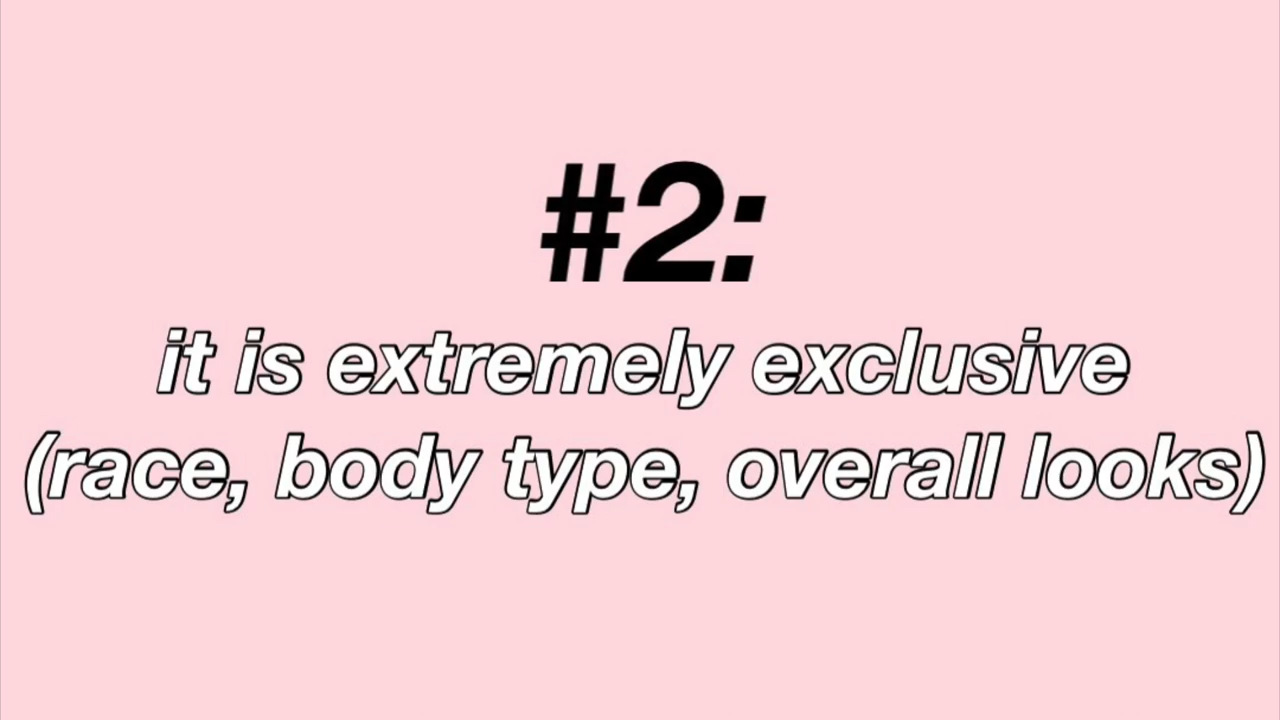 #2:
it is extremely exclusive
(race, body type, overall looks)